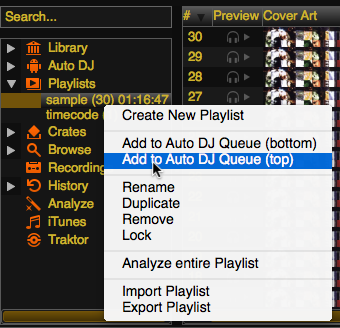 Search...
# Preview Cover Art
Library
Auto DJ
Playlists
sample (30) 01:16:47
timecode
Crates
Browse
Recording
History
Analyze
iTunes
Traktor
30
29
28
27
Create New Playlist
Add to Auto DJ Queue (bottom)
Add to Auto DJ Queue (top)
Rename
Duplicate
Remove
Lock
Analyze entire Playlist
Import Playlist
Export Playlist